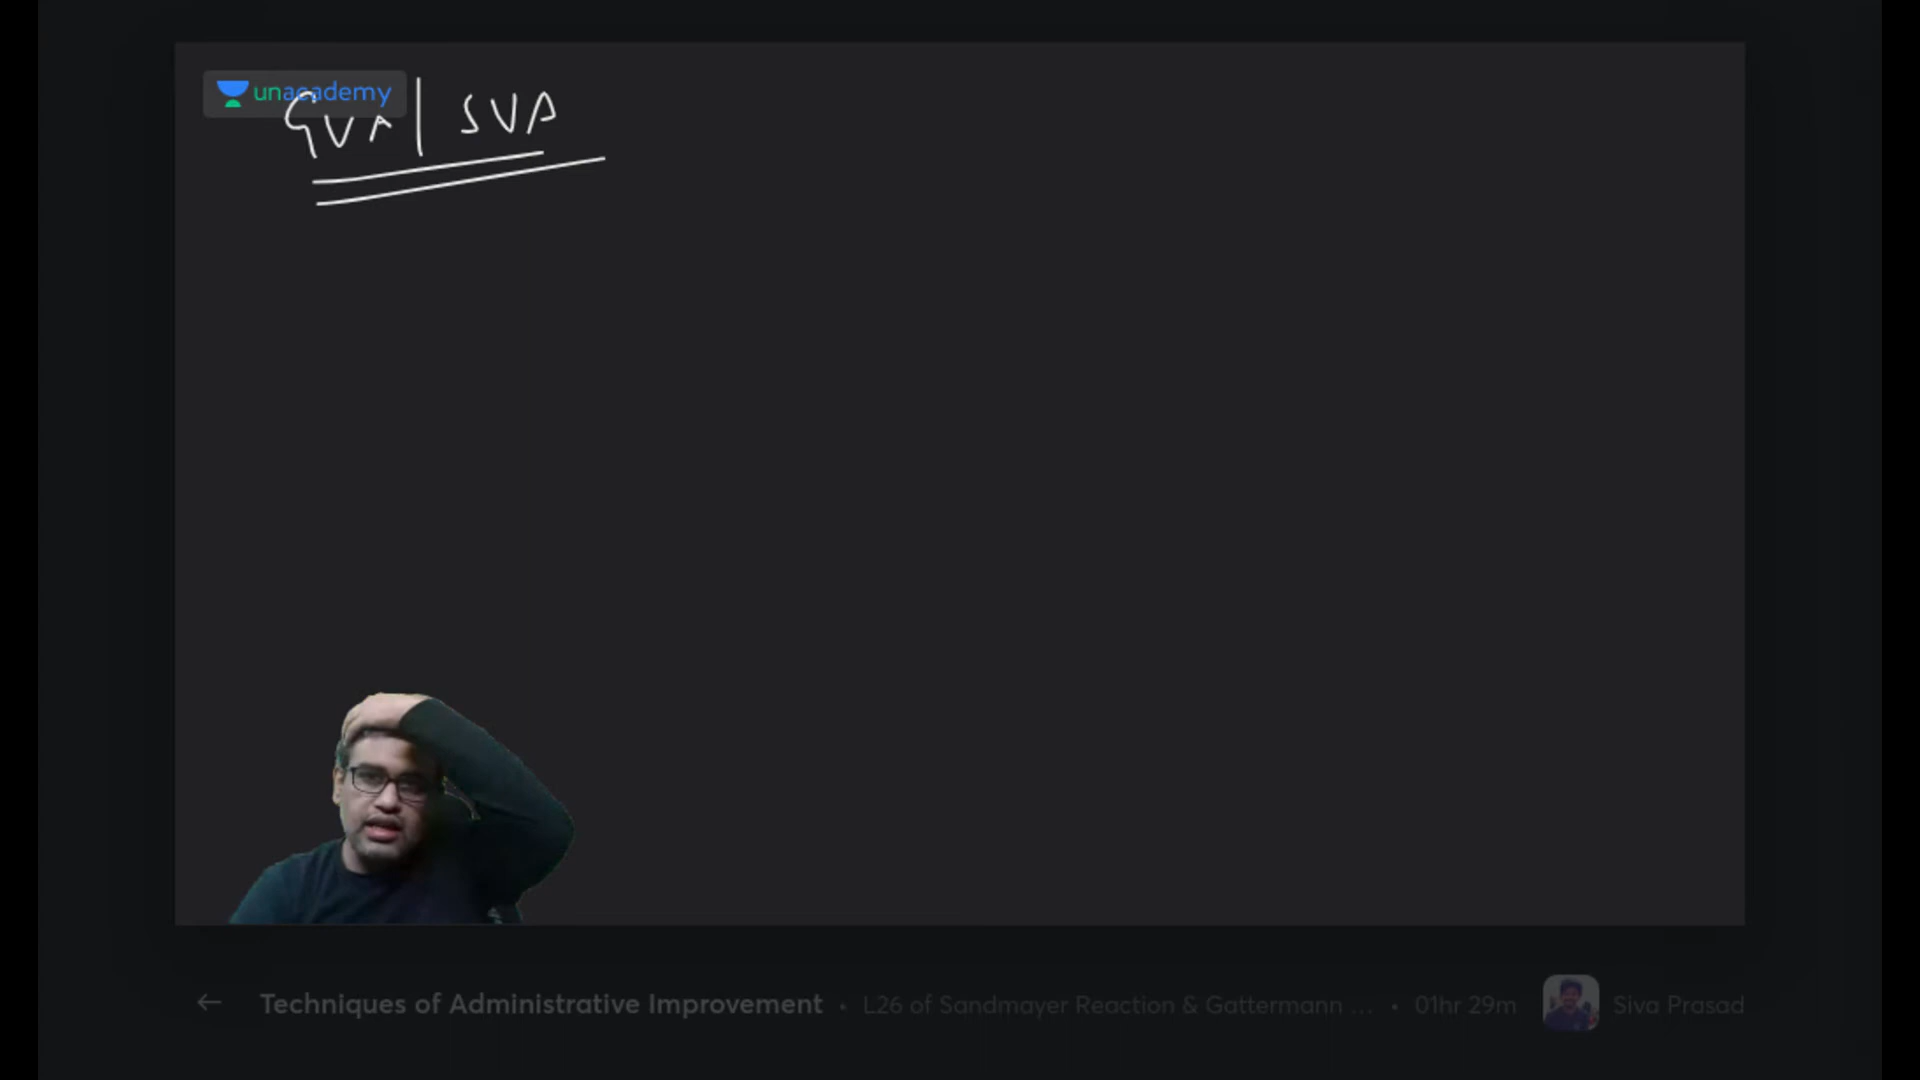 unacademy
GVA | SVA
← Techniques of Administrative Improvement • L26 of Sandmayer Reaction & Gattermann ... • 01hr 29m Siva Prasad